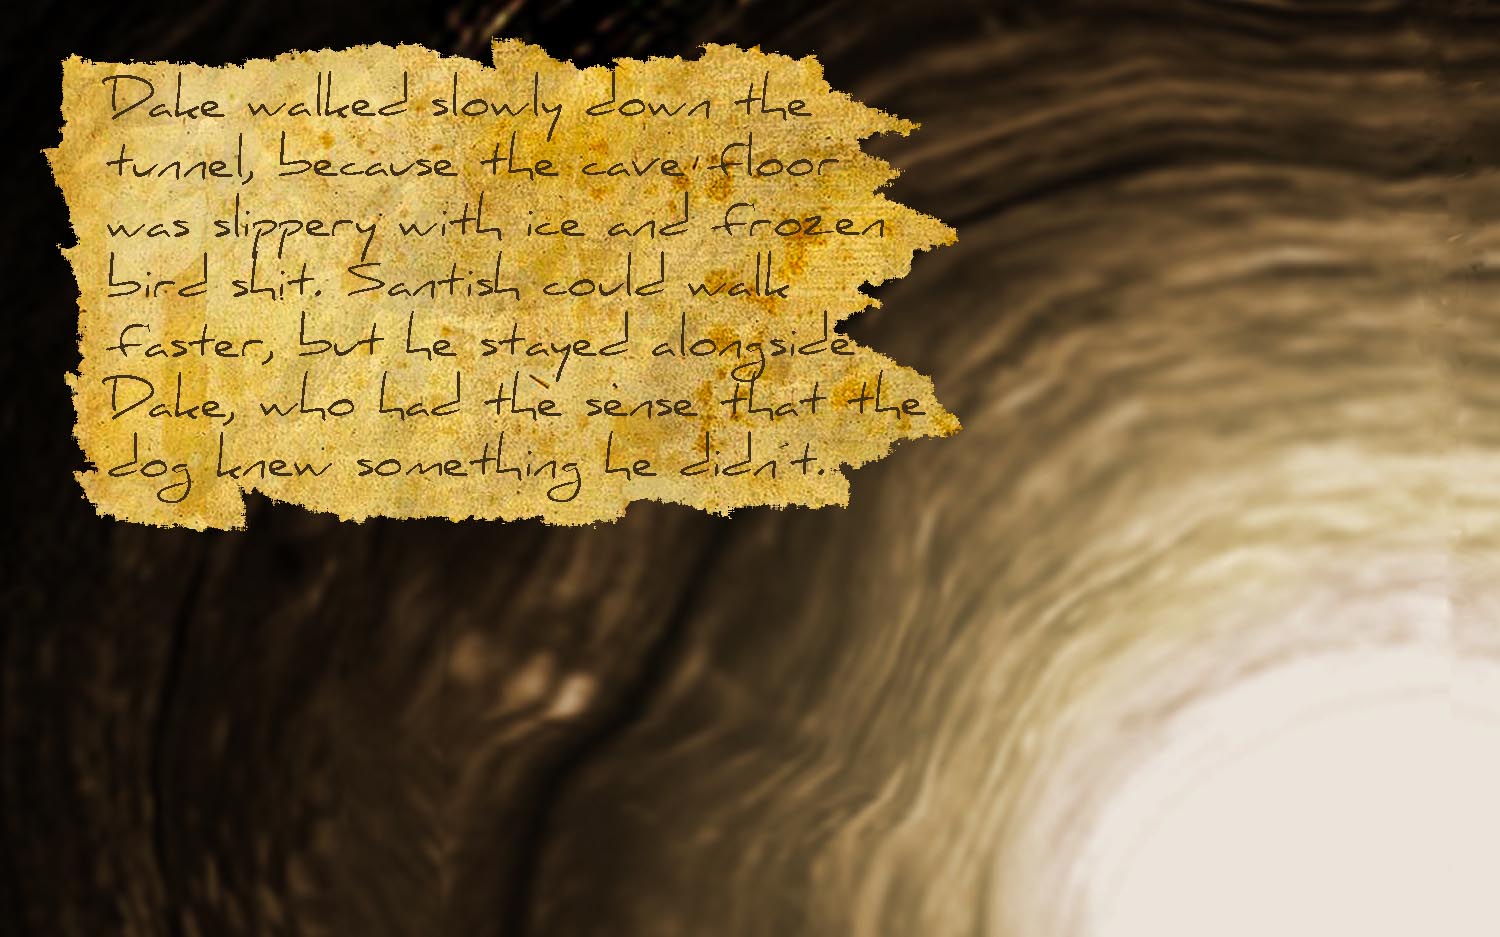 Dake walked slowly down the
tunnel, because the cave floor
was slippery with ice and frozen
bird shit. Santish could walk
faster, but he stayed alongside
Dake, who had the sense that the
dog knew something he didn't.